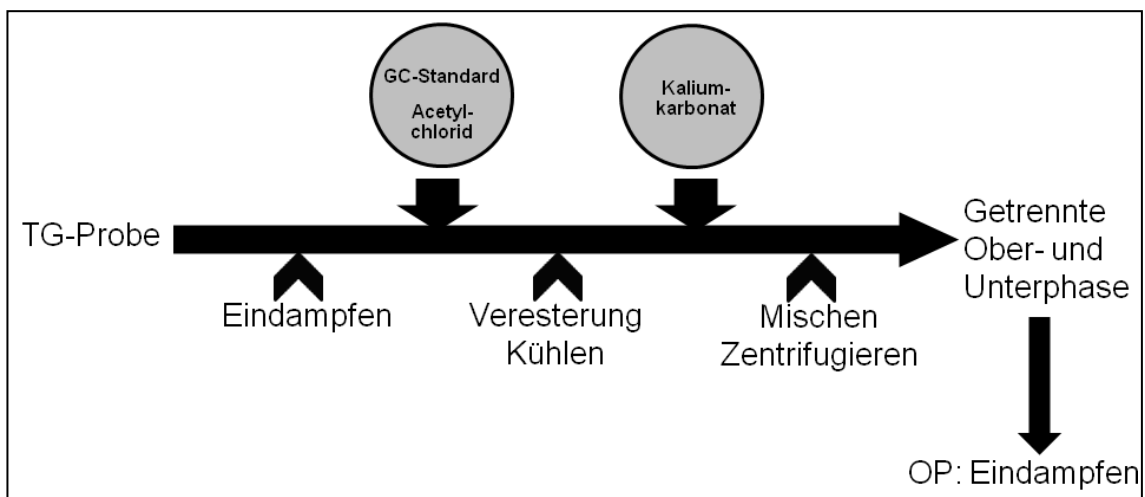 GC-Standard
Acetyl-
chlorid
Kalium-
karbonat
TG-Probe
Getrennte
Ober- und
Unterphase
Eindampfen
Veresterung
Kühlen
Mischen
Zentrifugieren
OP: Eindampfen